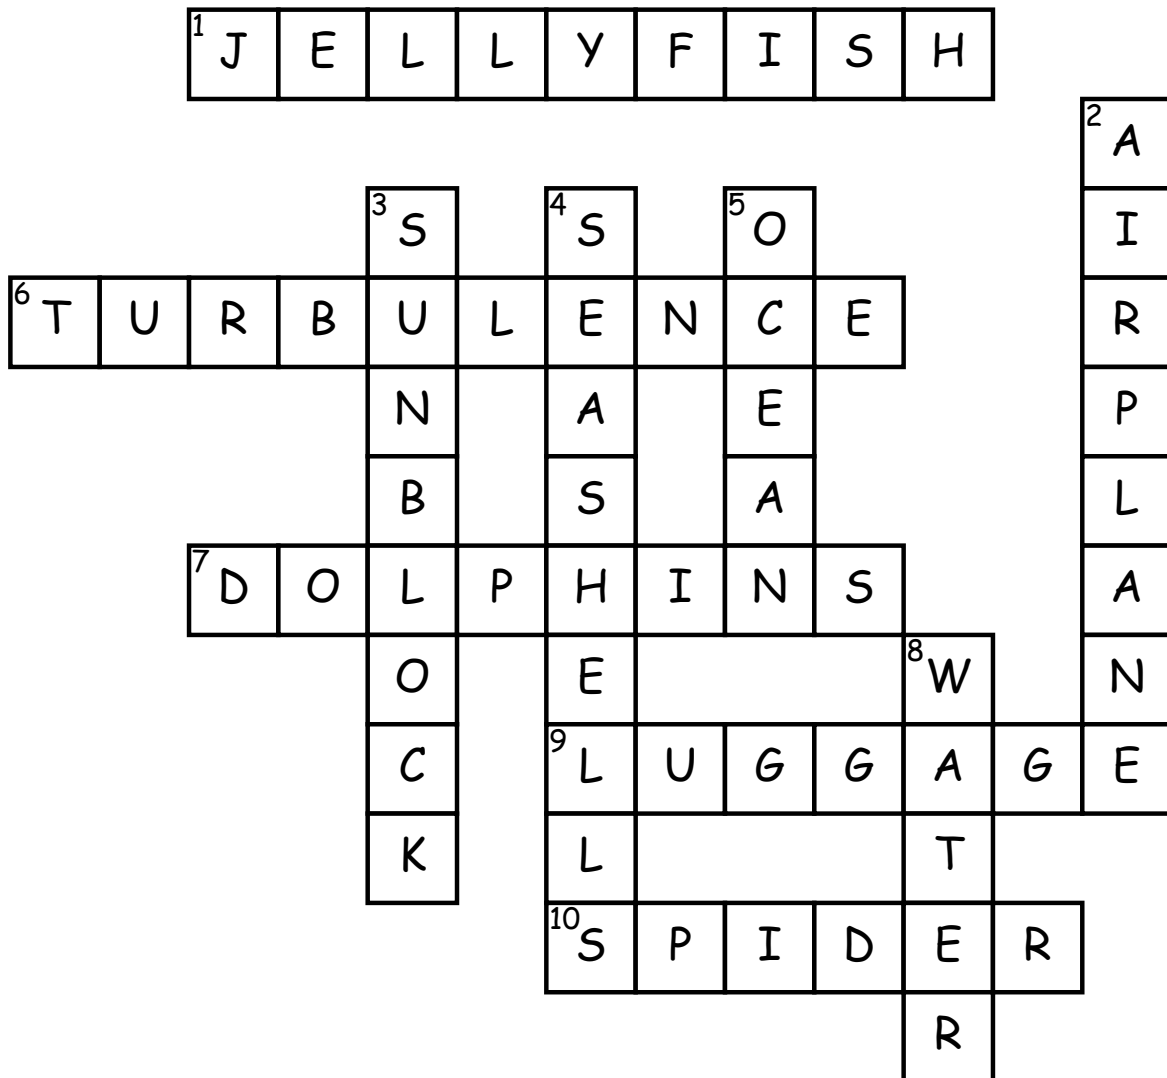 1 J E L L Y F I S H
2 A
3 S 4 S 5 O I
6 T U R B U L E N C E R
N A E P
B S A L
7 D O L P H I N S A
O E 8 W N
C 9 L U G G A G E
K L T
10 S P I D E R
R